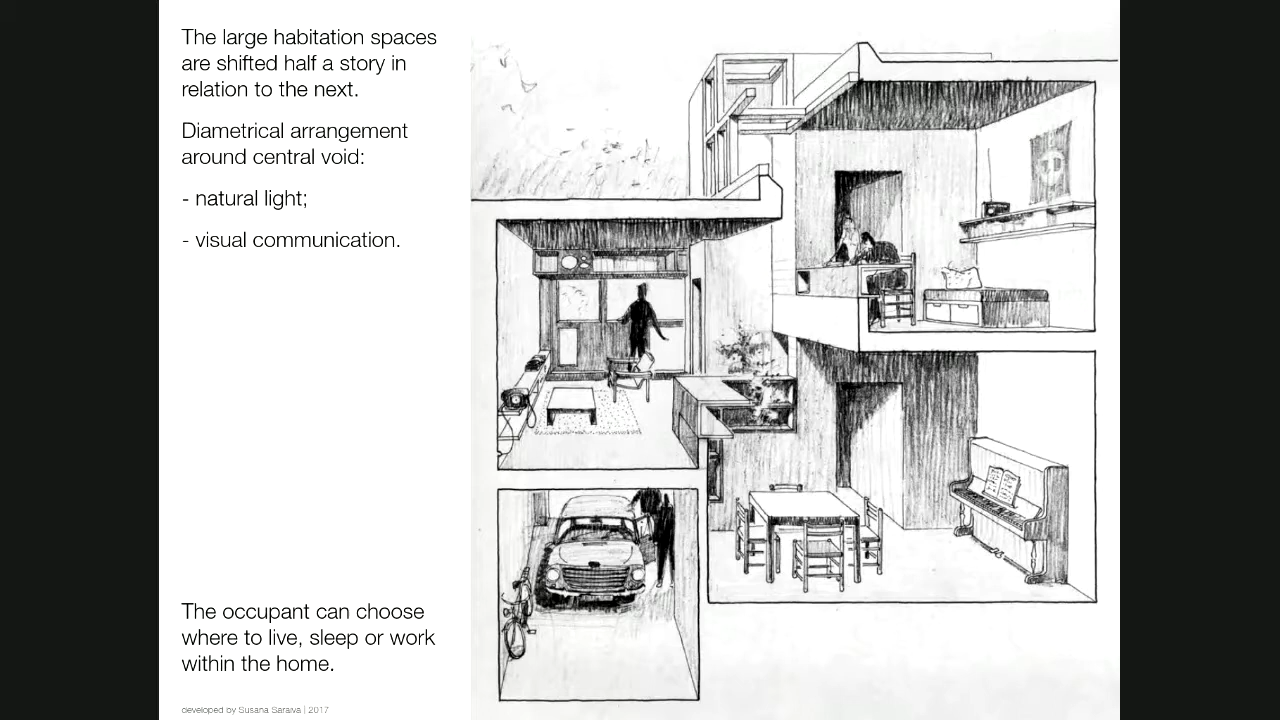 The large habitation spaces
are shifted half a story in
relation to the next.
Diametrical arrangement
around central void:
- natural light;
- visual communication.
The occupant can choose
where to live, sleep or work
within the home.
developed by Susana Saraiva | 2017